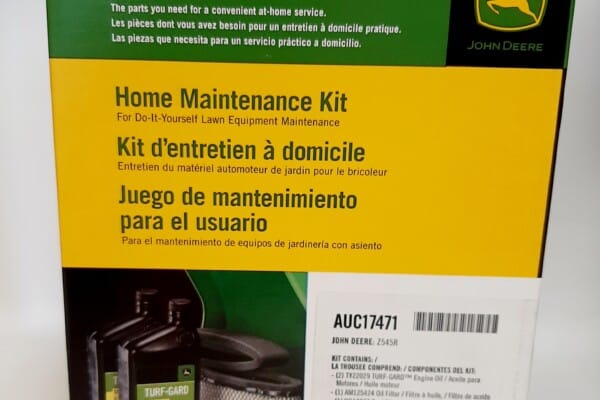 The parts you need for a convenient at-home service.
Les pièces dont vous avez besoin pour un entretien à domicile pratique.
Las piezas que necesita para un servicio práctico a domicilio.
JOHN DEERE
Home Maintenance Kit
For Do-It-Yourself Lawn Equipment Maintenance
Kit d'entretien à domicile
Entretien du matériel automoteur de jardin pour le bricoleur
Juego de mantenimiento
para el usuario
Para el mantenimiento de equipos de jardinería con asiento
AUC17471
JOHN DEERE: Z545R
KIT CONTAINS: /
LA TROUSEE COMPREND: / COMPONENTES DEL KIT:
- (2) TY22029 TURF-GARD™ Engine Oil / Aceite para
Motores / Huile moteur
- (1) AM125424 Oil Filter / Filtre à huile, / Filtro de aceite
TURF-GARD